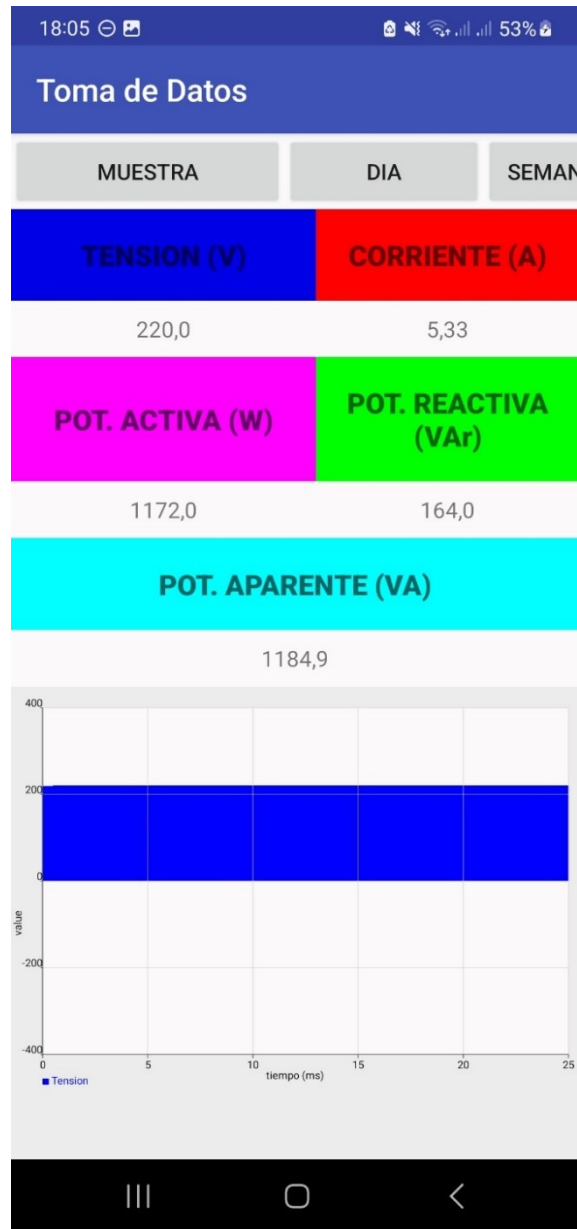 18:05 53%
Toma de Datos
MUESTRA DIA SEMAN
TENSION (V) CORRIENTE (A)
220,0 5,33
POT. ACTIVA (W) POT. REACTIVA
(VAr)
1172,0 164,0
POT. APARENTE (VA)
1184,9
400
200
0
-200
-400
value
0 5 10 15 20 25
tiempo (ms)
Tension